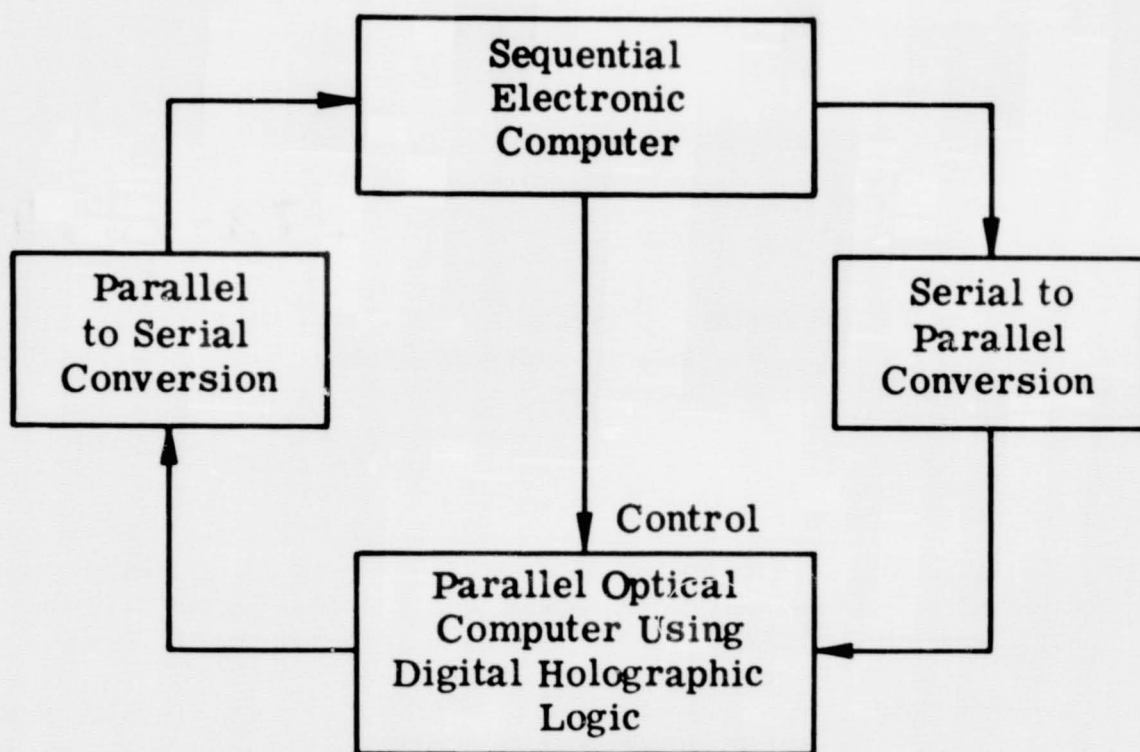 Sequential
Electronic
Computer
Parallel
to Serial
Conversion
Serial to
Parallel
Conversion
Control
Parallel Optical
Computer Using
Digital Holographic
Logic